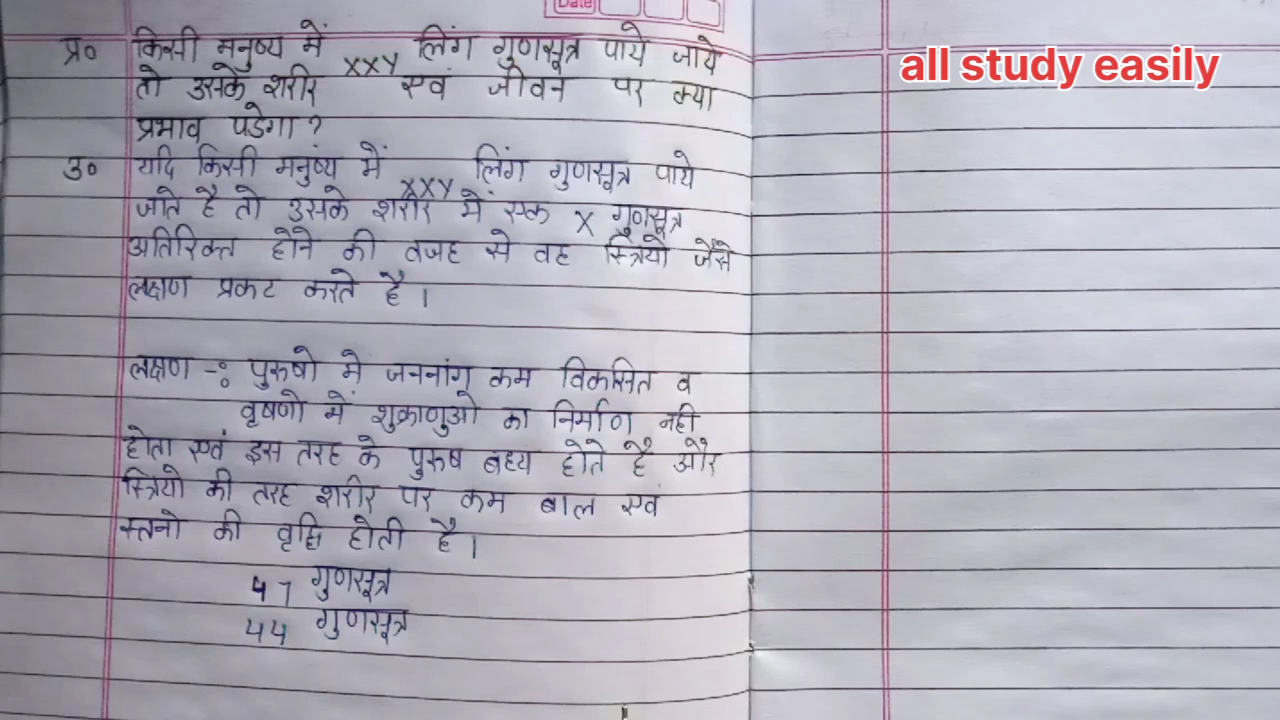 Date
all study easily
प्र० किसी मनुष्य में XXY लिंग गुणसूत्र पाये जाये
तो उसके शरीर एवं जीवन पर क्या
प्रभाव पडेगा ?
उ० यदि किसी मनुष्य में XXY लिंग गुणसूत्र पाये
जाते है तो उसके शरीर में एक X गुणसूत्र
अतिरिक्त होने की वजह से वह स्त्रियो जैसे
लक्षण प्रकट करते है ।
लक्षण -: पुरुषो मे जननांग कम विकसित व
वृषणो में शुक्राणुओ का निर्माण नही
होता एवं इस तरह के पुरुष बध्य होते है और
स्त्रियो की तरह शरीर पर कम बाल एवं
स्तनो की वृद्धि होती है ।
47 गुणसूत्र
44 गुणसूत्र